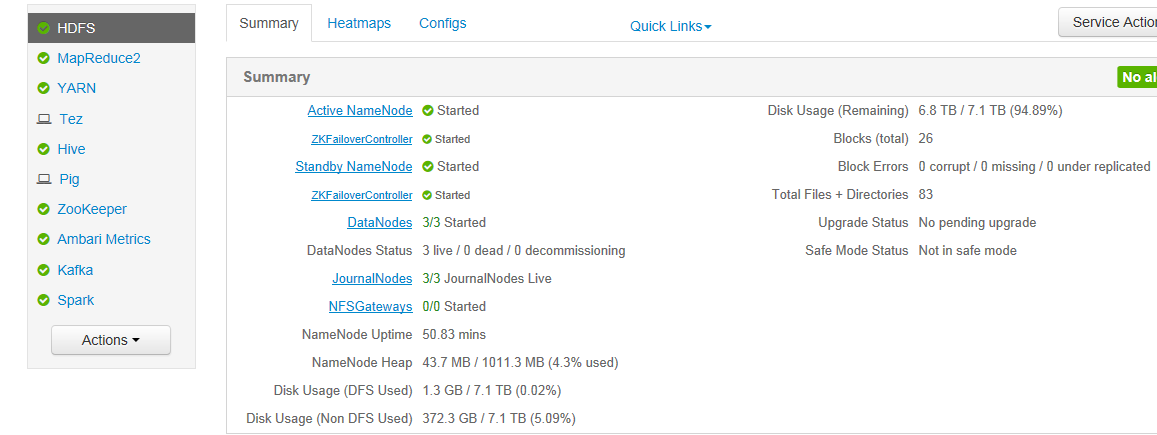 HDFS
MapReduce2
YARN
Tez
Hive
Pig
ZooKeeper
Ambari Metrics
Kafka
Spark
Actions
Summary Heatmaps Configs Quick Links Service Action
Summary No al
Active NameNode Started
ZKFailoverController Started
Standby NameNode Started
ZKFailoverController Started
DataNodes 3/3 Started
DataNodes Status 3 live / 0 dead / 0 decommissioning
JournalNodes 3/3 JournalNodes Live
NFSGateways 0/0 Started
NameNode Uptime 50.83 mins
NameNode Heap 43.7 MB / 1011.3 MB (4.3% used)
Disk Usage (DFS Used) 1.3 GB / 7.1 TB (0.02%)
Disk Usage (Non DFS Used) 372.3 GB / 7.1 TB (5.09%)
Disk Usage (Remaining) 6.8 TB / 7.1 TB (94.89%)
Blocks (total) 26
Block Errors 0 corrupt / 0 missing / 0 under replicated
Total Files + Directories 83
Upgrade Status No pending upgrade
Safe Mode Status Not in safe mode